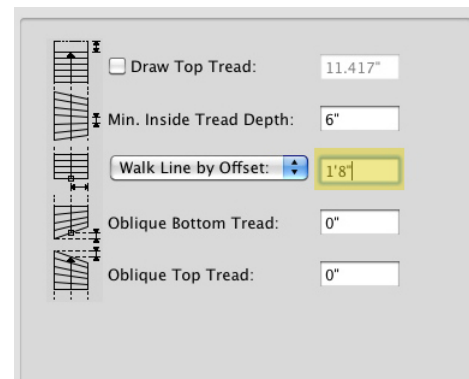 Draw Top Tread: 11.417"
Min. Inside Tread Depth: 6"
Walk Line by Offset: 1'8"
Oblique Bottom Tread: 0"
Oblique Top Tread: 0"